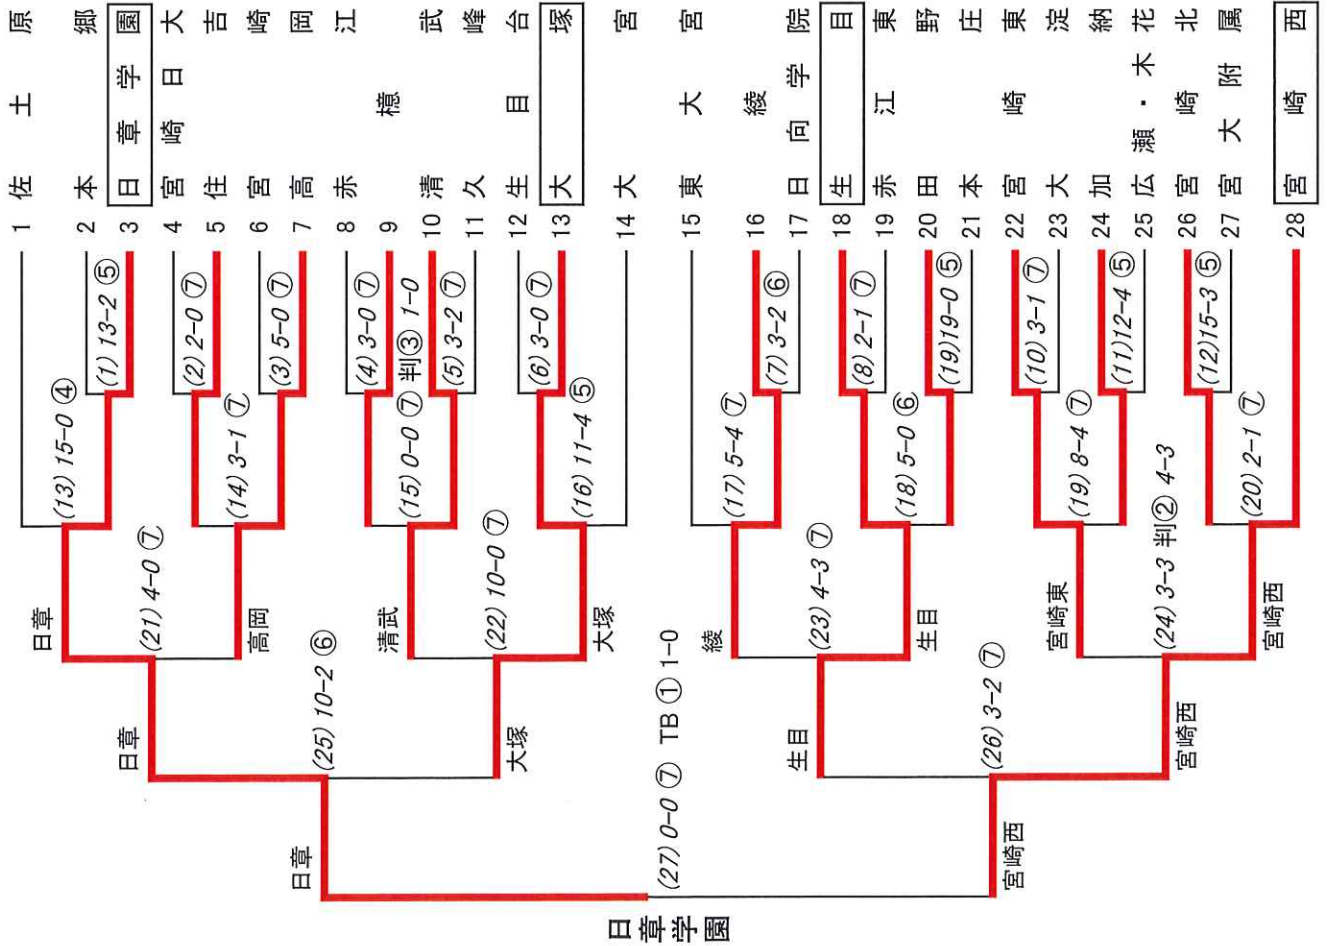 1 佐土原
2 本郷
3 日章学園
4 宮崎日大
5 住吉
6 宮崎
7 高岡
8 赤江
9 檍
10 清武
11 久峰
12 生目台
13 大塚
14 大宮
15 東大宮
16 綾
17 日向学院
18 生目
19 赤江東
20 田野
21 本庄
22 宮崎東
23 大淀
24 加納
25 広瀬・木花
26 宮崎北
27 宮大附属
28 宮崎西
(1) 13-2 ⑤
(2) 2-0 ⑦
(3) 5-0 ⑦
(4) 3-0 ⑦
(5) 3-2 ⑦
(6) 3-0 ⑦
(7) 3-2 ⑥
(8) 2-1 ⑦
(19)19-0 ⑤
(10) 3-1 ⑦
(11)12-4 ⑤
(12)15-3 ⑤
(13) 15-0 ④
(14) 3-1 ⑦
(15) 0-0 ⑦ 判③ 1-0
(16) 11-4 ⑤
(17) 5-4 ⑦
(18) 5-0 ⑥
(19) 8-4 ⑦
(20) 2-1 ⑦
日章
(21) 4-0 ⑦
高岡
清武
(22) 10-0 ⑦
大塚
綾
(23) 4-3 ⑦
生目
宮崎東
(24) 3-3 判② 4-3
宮崎西
日章
(25) 10-2 ⑥
大塚
生目
(26) 3-2 ⑦
宮崎西
日章
(27) 0-0 ⑦ TB ① 1-0
宮崎西
日章学園